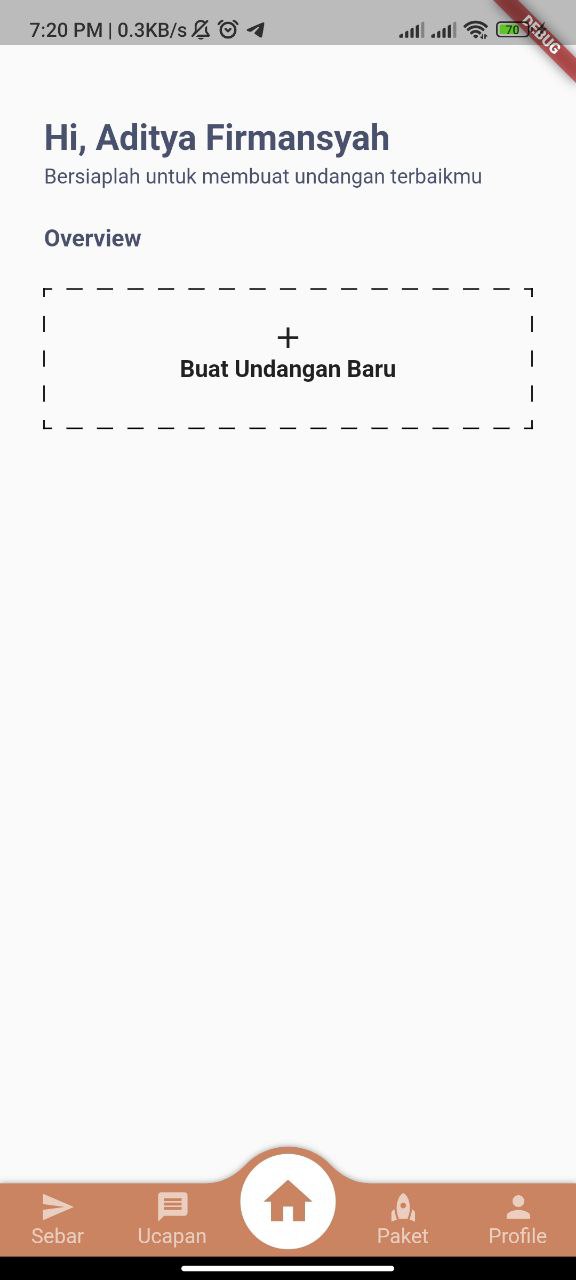 7:20 PM | 0.3KB/s
70
DEBUG
Hi, Aditya Firmansyah
Bersiaplah untuk membuat undangan terbaikmu
Overview
+
Buat Undangan Baru
Sebar
Ucapan
Paket
Profile